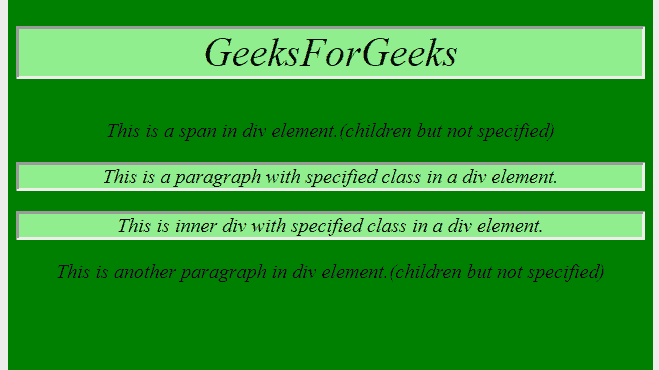 GeeksForGeeks
This is a span in div element.(children but not specified)
This is a paragraph with specified class in a div element.
This is inner div with specified class in a div element.
This is another paragraph in div element.(children but not specified)